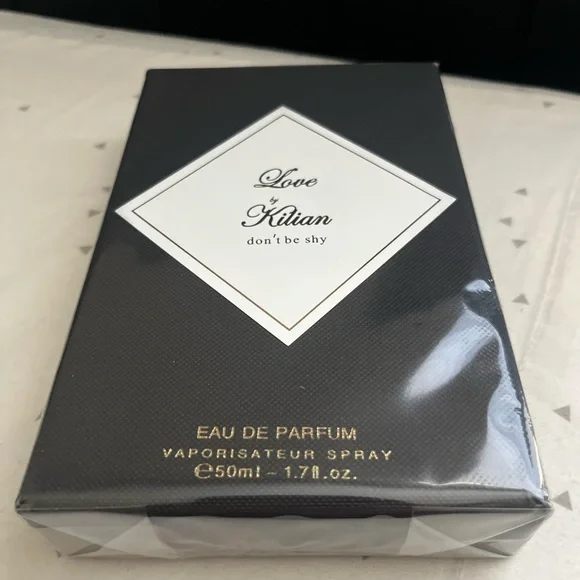 Love
by
Kilian
don't be shy
EAU DE PARFUM
VAPORISATEUR SPRAY
℮50ml - 1.7fl.oz.